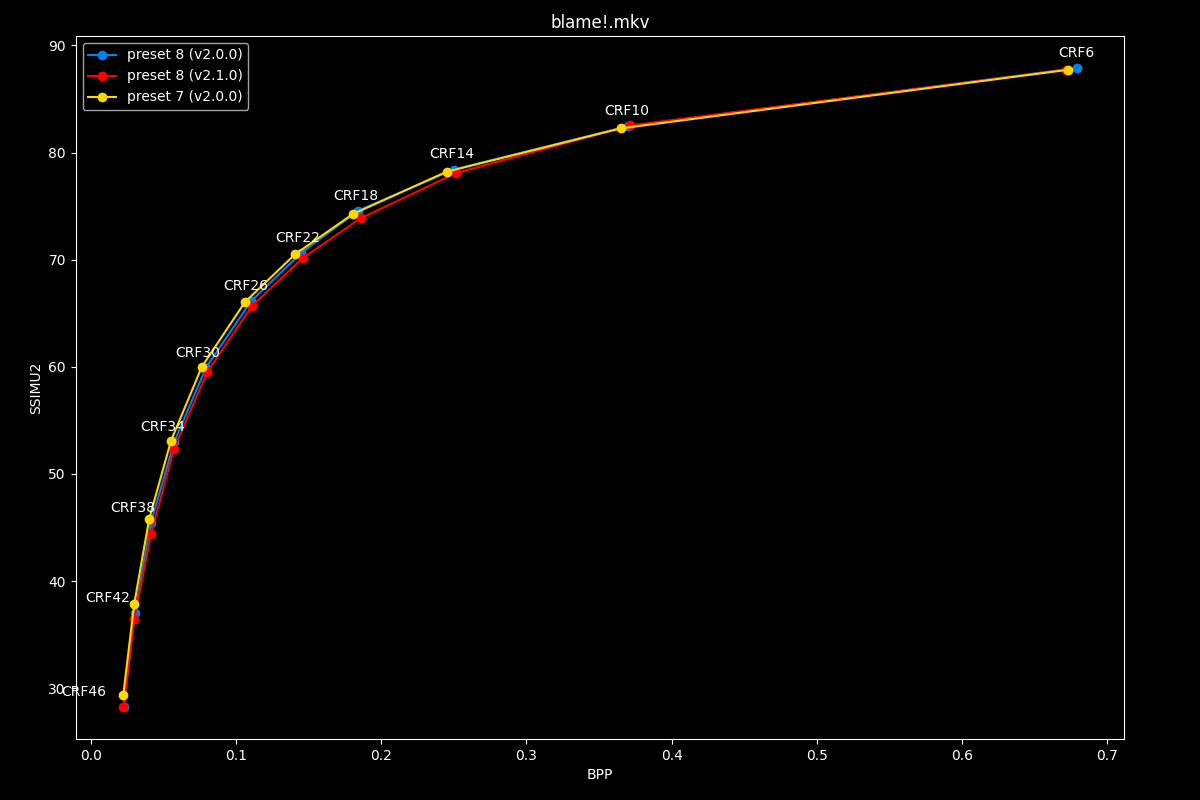 blame!.mkv
preset 8 (v2.0.0)
preset 8 (v2.1.0)
preset 7 (v2.0.0)
90
80
70
60
50
40
30
SSIMU2
CRF6
CRF10
CRF14
CRF18
CRF22
CRF26
CRF30
CRF34
CRF38
CRF42
CRF46
0.0
0.1
0.2
0.3
0.4
0.5
0.6
0.7
BPP